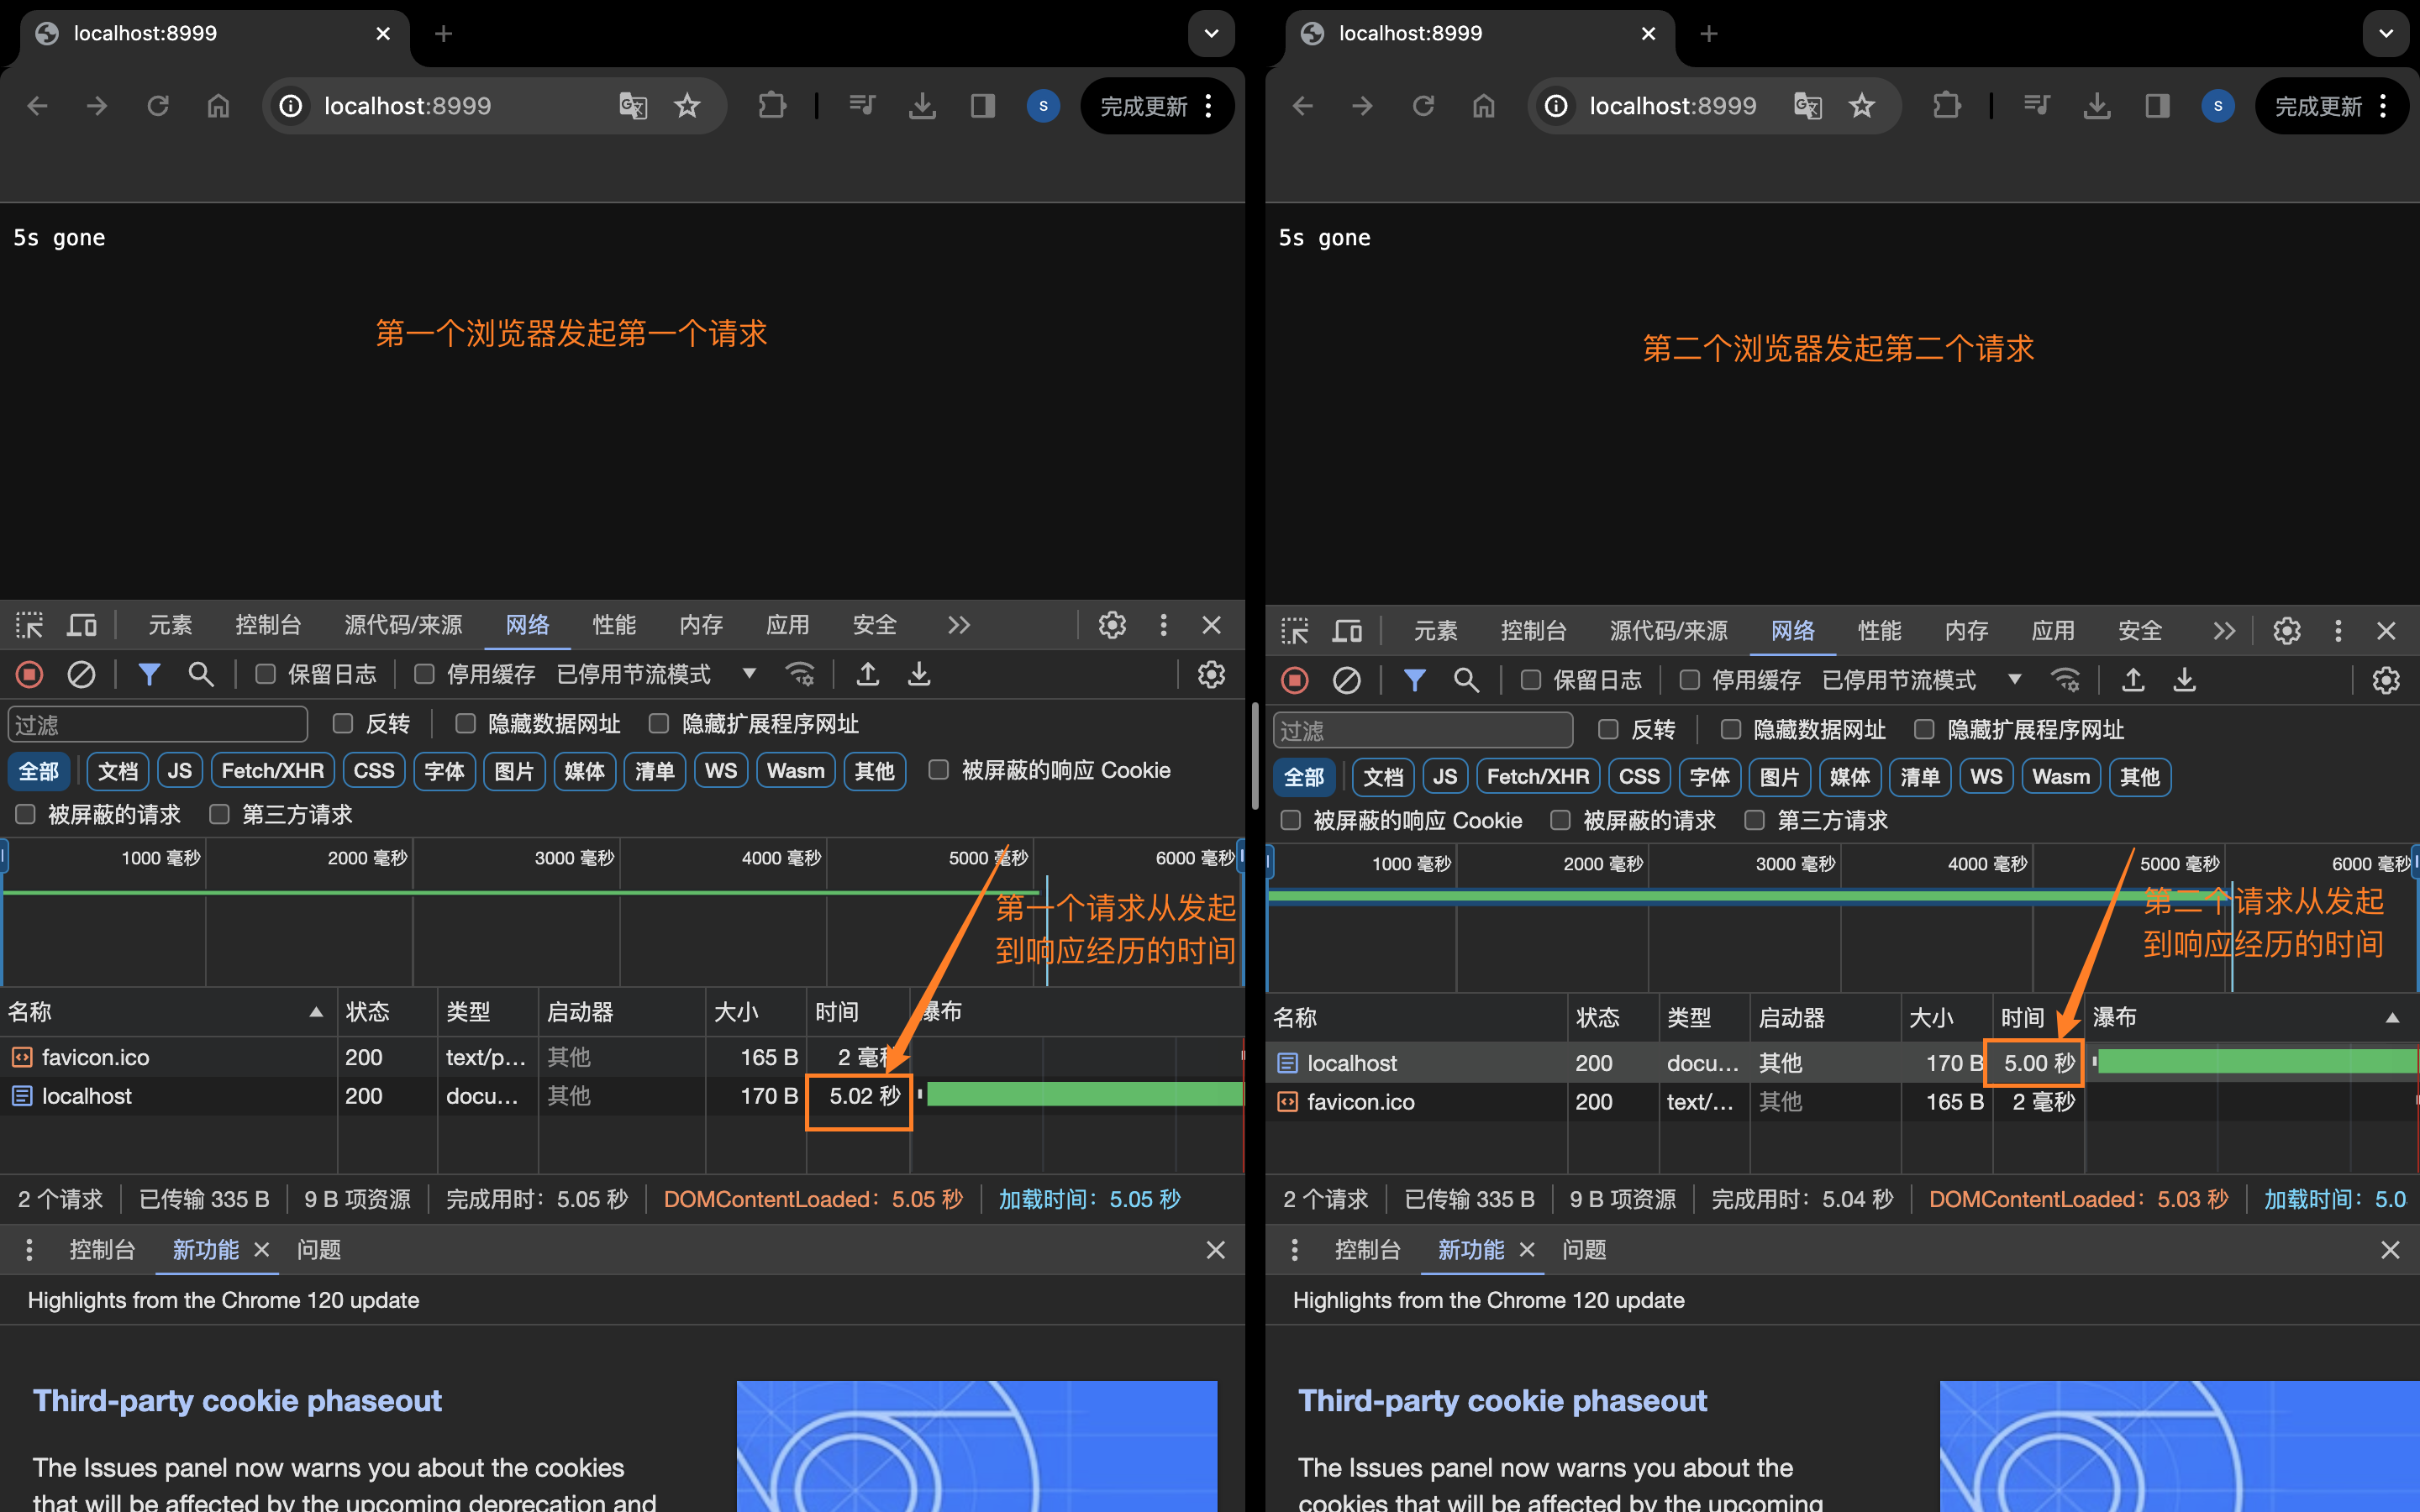 localhost:8999
localhost:8999
S
完成更新
5s gone
第一个浏览器发起第一个请求
元素
控制台
源代码/来源
网络
性能
内存
应用
安全
保留日志
停用缓存
已停用节流模式
过滤
反转
隐藏数据网址
隐藏扩展程序网址
全部
文档
JS
Fetch/XHR
CSS
字体
图片
媒体
清单
WS
Wasm
其他
被屏蔽的响应 Cookie
被屏蔽的请求
第三方请求
1000 毫秒
2000 毫秒
3000 毫秒
4000 毫秒
5000 毫秒
6000 毫秒
第一个请求从发起
到响应经历的时间
名称
状态
类型
启动器
大小
时间
瀑布
favicon.ico
200
text/p...
其他
165 B
2 毫秒
localhost
200
docu...
其他
170 B
5.02 秒
2 个请求
已传输 335 B
9 B 项资源
完成用时：5.05 秒
DOMContentLoaded：5.05 秒
加载时间：5.05 秒
控制台
新功能
问题
Highlights from the Chrome 120 update
Third-party cookie phaseout
The Issues panel now warns you about the cookies
that will be affected by the upcoming deprecation and
localhost:8999
localhost:8999
S
完成更新
5s gone
第二个浏览器发起第二个请求
元素
控制台
源代码/来源
网络
性能
内存
应用
安全
保留日志
停用缓存
已停用节流模式
过滤
反转
隐藏数据网址
隐藏扩展程序网址
全部
文档
JS
Fetch/XHR
CSS
字体
图片
媒体
清单
WS
Wasm
其他
被屏蔽的响应 Cookie
被屏蔽的请求
第三方请求
1000 毫秒
2000 毫秒
3000 毫秒
4000 毫秒
5000 毫秒
6000 毫秒
第二个请求从发起
到响应经历的时间
名称
状态
类型
启动器
大小
时间
瀑布
localhost
200
docu...
其他
170 B
5.00 秒
favicon.ico
200
text/...
其他
165 B
2 毫秒
2 个请求
已传输 335 B
9 B 项资源
完成用时：5.04 秒
DOMContentLoaded：5.03 秒
加载时间：5.0
控制台
新功能
问题
Highlights from the Chrome 120 update
Third-party cookie phaseout
The Issues panel now warns you about the
cookies that will be affected by the upcoming